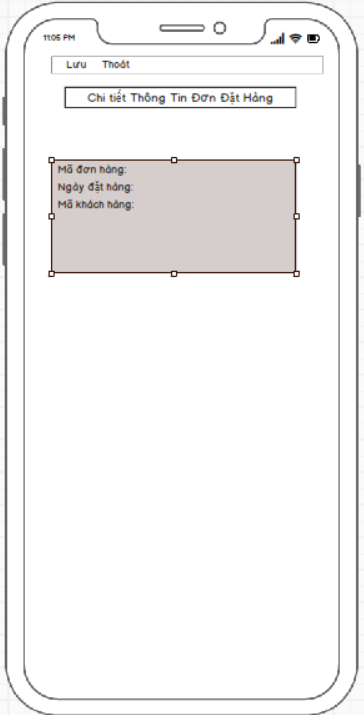 11:05 PM
Lưu Thoát
Chi tiết Thông Tin Đơn Đặt Hàng
Mã đơn hàng:
Ngày đặt hàng:
Mã khách hàng: